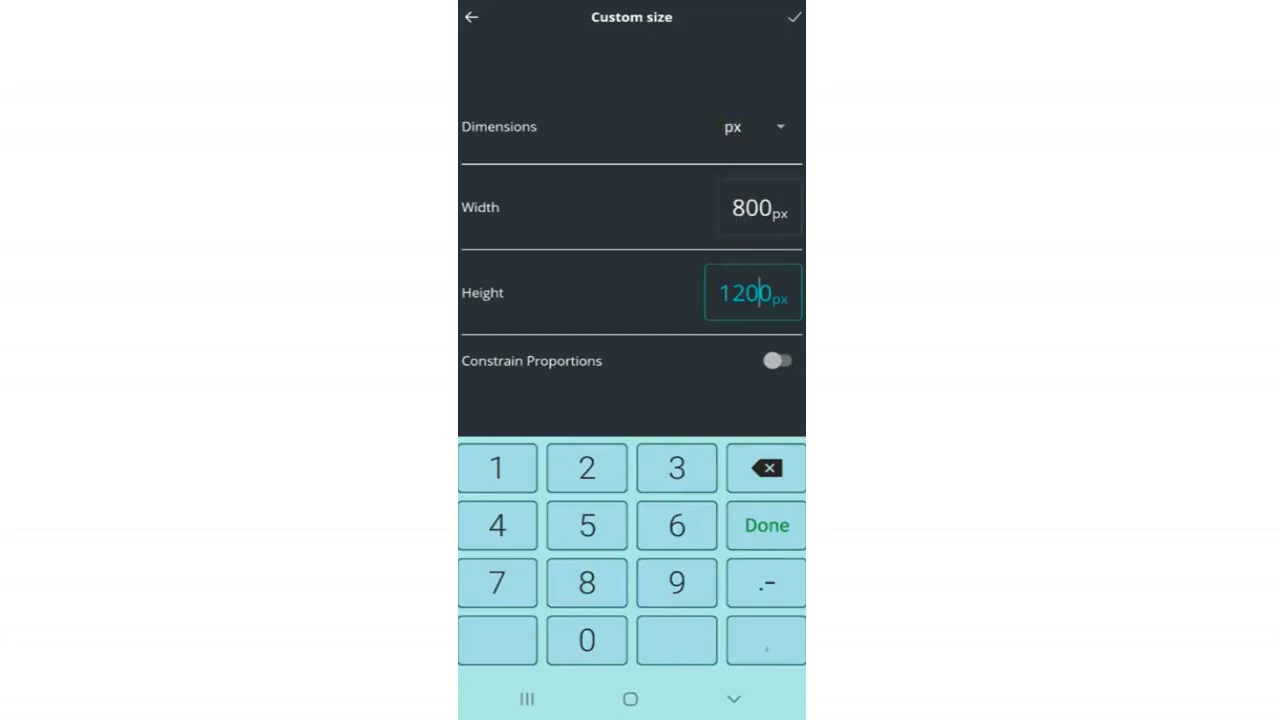 Custom size
Dimensions px
Width 800px
Height 1200px
Constrain Proportions
1 2 3
4 5 6 Done
7 8 9 .-
0 ,